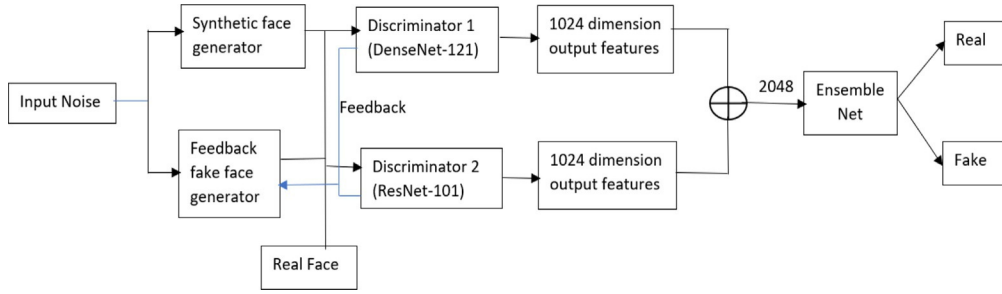 Input Noise
Synthetic face
generator
Feedback
fake face
generator
Real Face
Discriminator 1
(DenseNet-121)
Feedback
Discriminator 2
(ResNet-101)
1024 dimension
output features
1024 dimension
output features
2048
Ensemble
Net
Real
Fake